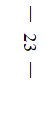 — 23 —